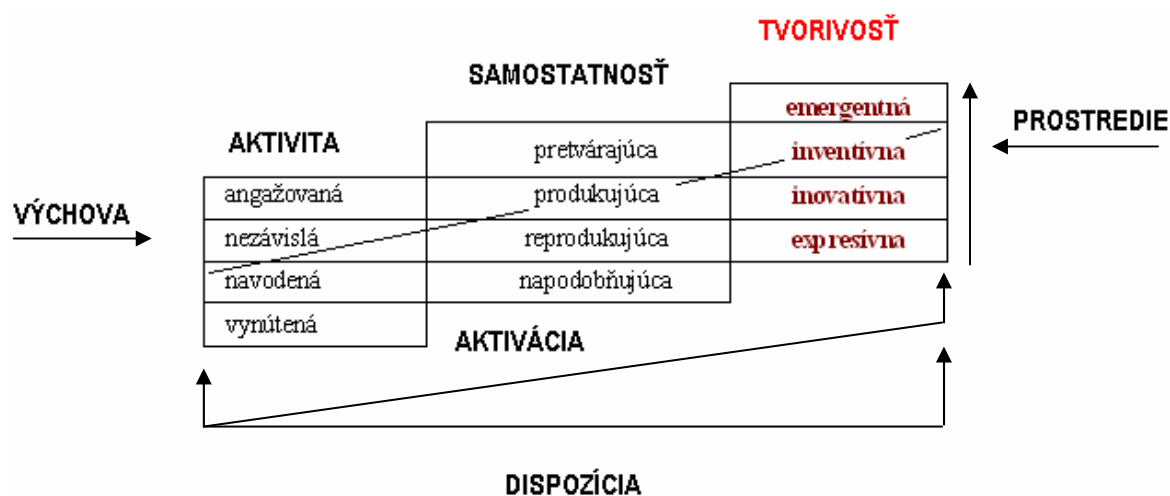 TVORIVOSŤ
SAMOSTATNOSŤ
emergentná
PROSTREDIE
AKTIVITA
pretvárajúca
inventívna
angažovaná
produkujúca
inovatívna
VÝCHOVA
nezávislá
reprodukujúca
expresívna
navodená
napodobňujúca
vynútená
AKTIVÁCIA
DISPOZÍCIA